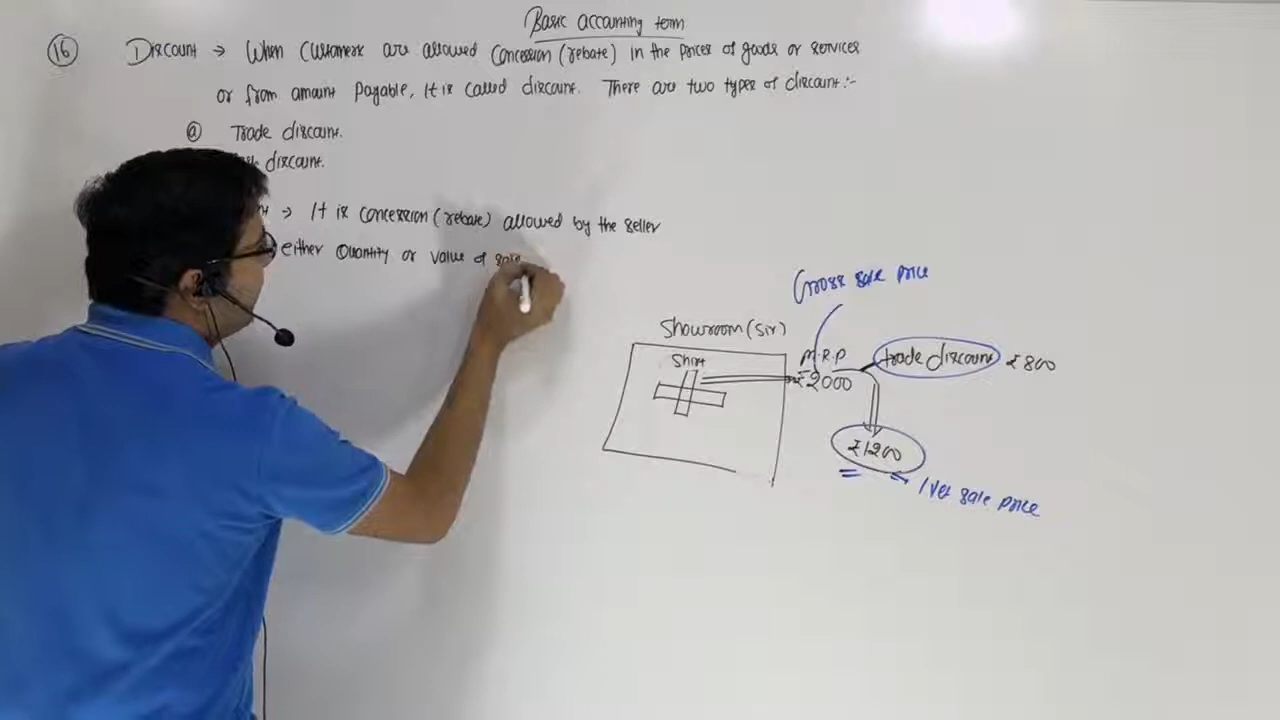 Basic accounting term
16 Discount → When customers are allowed concession (rebate) in the prices of goods or services
or from amount payable, it is called discount. There are two types of discount :-
a Trade discount.
discount.
→ It is concession (rebate) allowed by the seller
either Quantity or value of sale
Gross sale price
Showroom (Sir)
Shirt
M.R.P
₹2000
trade discount ₹800
₹1200
Net sale price